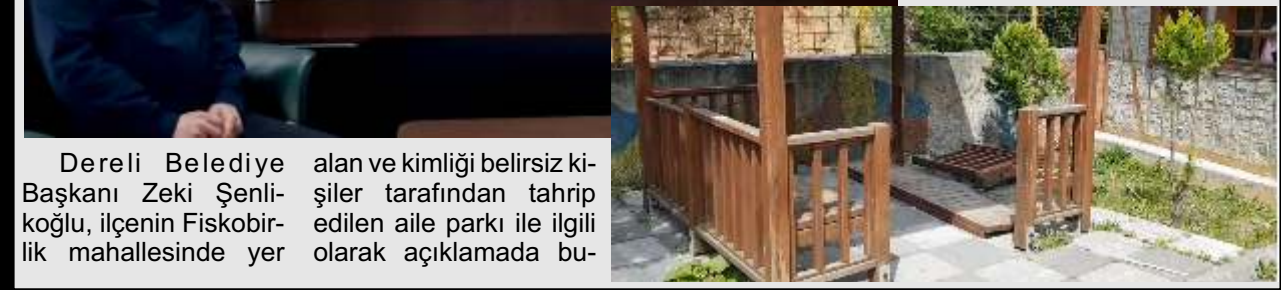 Dereli Belediye
Başkanı Zeki Şenli-
koğlu, ilçenin Fiskobir-
lik mahallesinde yer
alan ve kimliği belirsiz ki-
şiler tarafından tahrip
edilen aile parkı ile ilgili
olarak açıklamada bu-